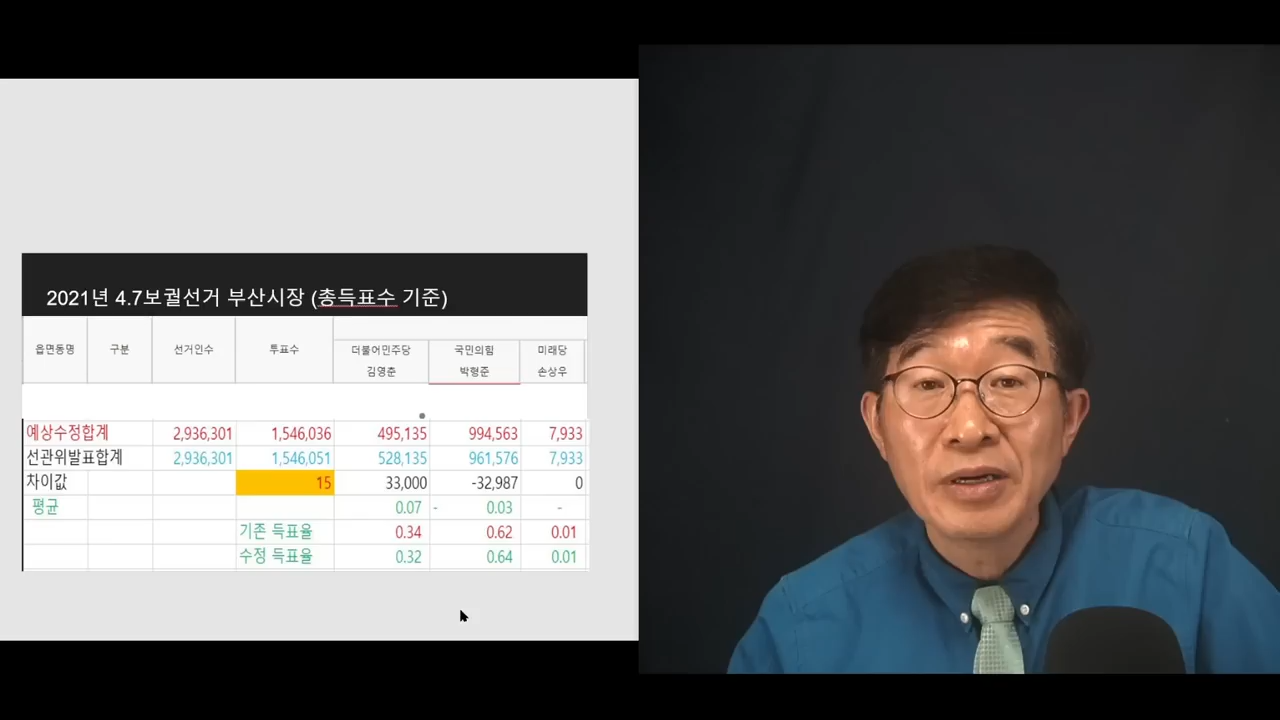 2021년 4.7보궐선거 부산시장 (총득표수 기준)
읍면동명 구분 선거인수 투표수 더불어민주당 국민의힘 미래당
김영춘 박형준 손상우
예상수정합계 2,936,301 1,546,036 495,135 994,563 7,933
선관위발표합계 2,936,301 1,546,051 528,135 961,576 7,933
차이값 15 33,000 -32,987 0
평균 0.07 - 0.03 -
기존 득표율 0.34 0.62 0.01
수정 득표율 0.32 0.64 0.01